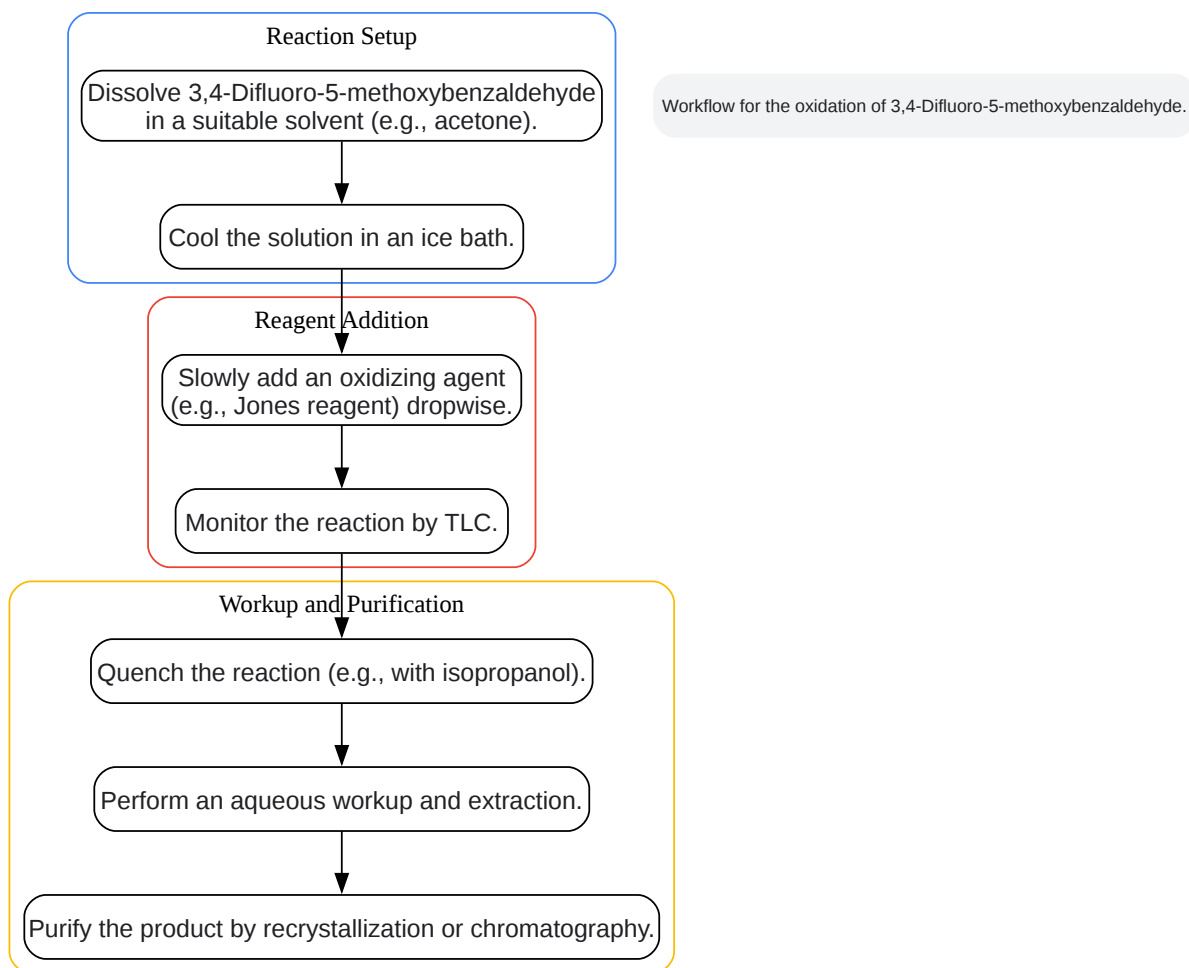 Reaction Setup
Dissolve 3,4-Difluoro-5-methoxybenzaldehyde
in a suitable solvent (e.g., acetone).
Workflow for the oxidation of 3,4-Difluoro-5-methoxybenzaldehyde.
Cool the solution in an ice bath.
Reagent Addition
Slowly add an oxidizing agent
(e.g., Jones reagent) dropwise.
Monitor the reaction by TLC.
Workup and Purification
Quench the reaction (e.g., with isopropanol).
Perform an aqueous workup and extraction.
Purify the product by recrystallization or chromatography.